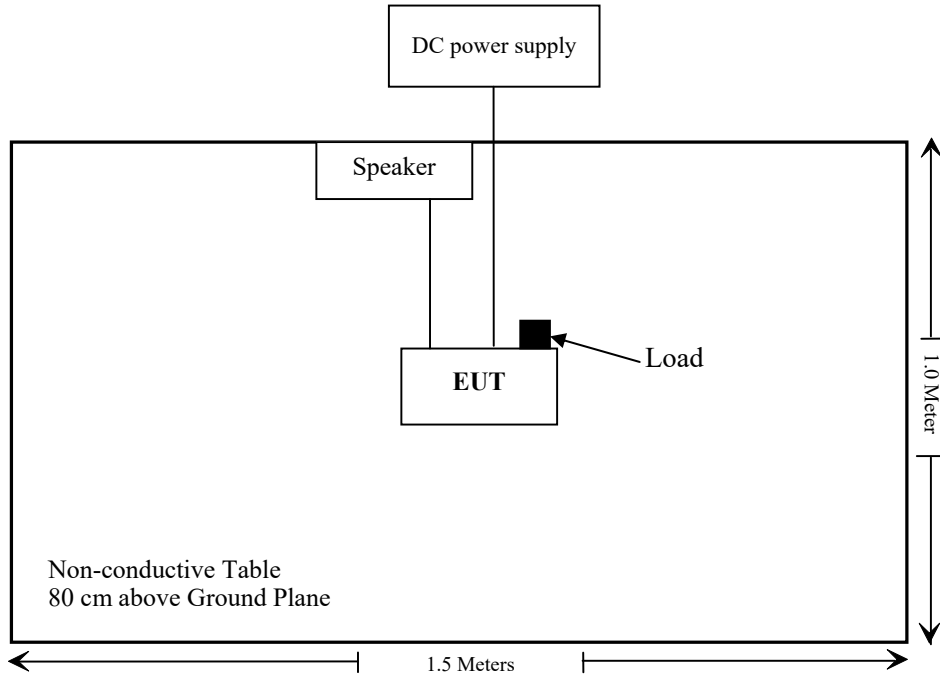 DC power supply
Speaker
Load
EUT
1.0 Meter
Non-conductive Table
80 cm above Ground Plane
1.5 Meters